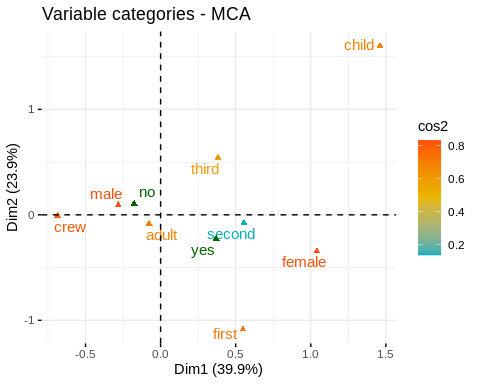 Variable categories - MCA
child
cos2
0.8
1
third
0.6
male
no
0.4
Dim2 (23.9%)
0
crew
adult
second
0.2
yes
female
-1
first
-0.5
0.0
0.5
1.0
1.5
Dim1 (39.9%)